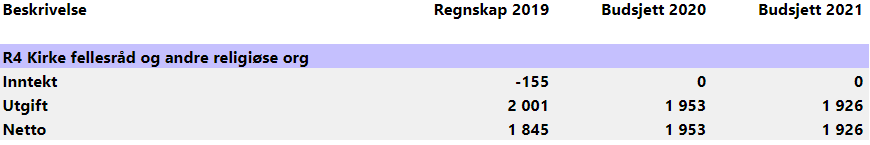 Beskrivelse Regnskap 2019 Budsjett 2020 Budsjett 2021
R4 Kirke fellesråd og andre religiøse org
Inntekt -155 0 0
Utgift 2 001 1 953 1 926
Netto 1 845 1 953 1 926